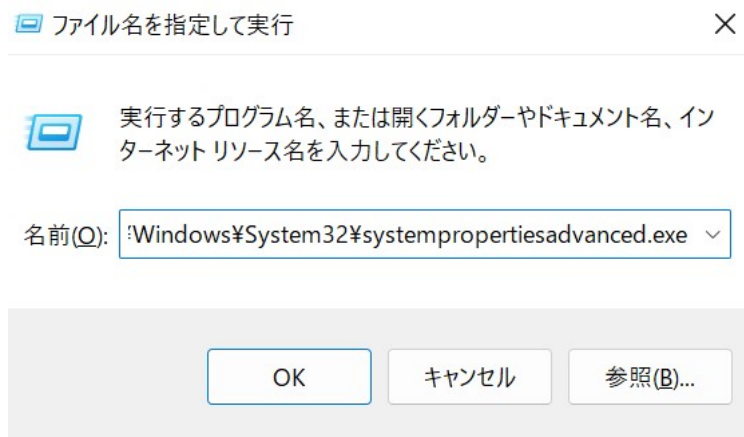 ファイル名を指定して実行
実行するプログラム名、または開くフォルダーやドキュメント名、イン
ターネット リソース名を入力してください。
名前(O): Windows¥System32¥systempropertiesadvanced.exe
OK キャンセル 参照(B)...